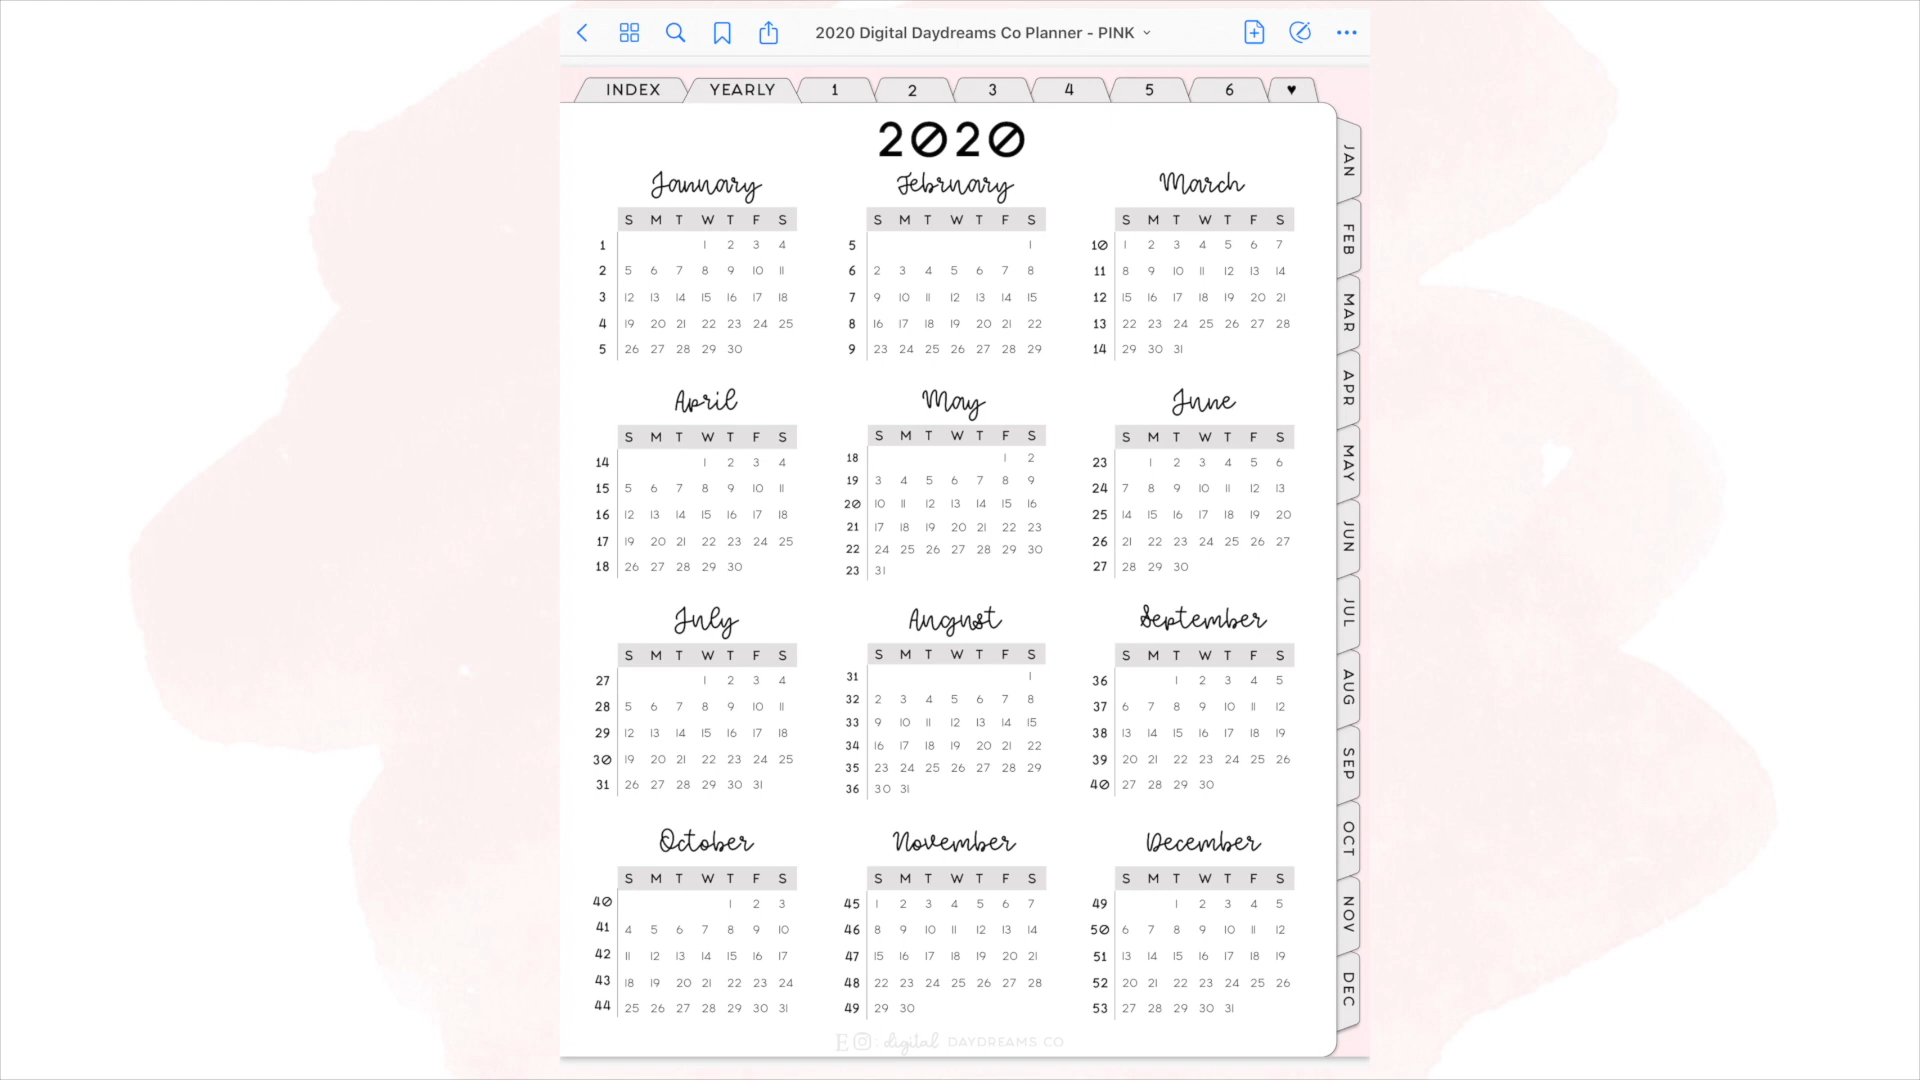 2020 Digital Daydreams Co Planner - PINK
INDEX YEARLY 1 2 3 4 5 6 ♥
2020
January
S M T W T F S
1 1 2 3 4
2 5 6 7 8 9 10 11
3 12 13 14 15 16 17 18
4 19 20 21 22 23 24 25
5 26 27 28 29 30
February
S M T W T F S
5 1
6 2 3 4 5 6 7 8
7 9 10 11 12 13 14 15
8 16 17 18 19 20 21 22
9 23 24 25 26 27 28 29
March
S M T W T F S
10 1 2 3 4 5 6 7
11 8 9 10 11 12 13 14
12 15 16 17 18 19 20 21
13 22 23 24 25 26 27 28
14 29 30 31
April
S M T W T F S
14 1 2 3 4
15 5 6 7 8 9 10 11
16 12 13 14 15 16 17 18
17 19 20 21 22 23 24 25
18 26 27 28 29 30
May
S M T W T F S
18 1 2
19 3 4 5 6 7 8 9
20 10 11 12 13 14 15 16
21 17 18 19 20 21 22 23
22 24 25 26 27 28 29 30
23 31
June
S M T W T F S
23 1 2 3 4 5 6
24 7 8 9 10 11 12 13
25 14 15 16 17 18 19 20
26 21 22 23 24 25 26 27
27 28 29 30
July
S M T W T F S
27 1 2 3 4
28 5 6 7 8 9 10 11
29 12 13 14 15 16 17 18
30 19 20 21 22 23 24 25
31 26 27 28 29 30 31
August
S M T W T F S
31 1
32 2 3 4 5 6 7 8
33 9 10 11 12 13 14 15
34 16 17 18 19 20 21 22
35 23 24 25 26 27 28 29
36 30 31
September
S M T W T F S
36 1 2 3 4 5
37 6 7 8 9 10 11 12
38 13 14 15 16 17 18 19
39 20 21 22 23 24 25 26
40 27 28 29 30
October
S M T W T F S
40 1 2 3
41 4 5 6 7 8 9 10
42 11 12 13 14 15 16 17
43 18 19 20 21 22 23 24
44 25 26 27 28 29 30 31
November
S M T W T F S
45 1 2 3 4 5 6 7
46 8 9 10 11 12 13 14
47 15 16 17 18 19 20 21
48 22 23 24 25 26 27 28
49 29 30
December
S M T W T F S
49 1 2 3 4 5
50 6 7 8 9 10 11 12
51 13 14 15 16 17 18 19
52 20 21 22 23 24 25 26
53 27 28 29 30 31
E : digital DAYDREAMS CO
JAN
FEB
MAR
APR
MAY
JUN
JUL
AUG
SEP
OCT
NOV
DEC